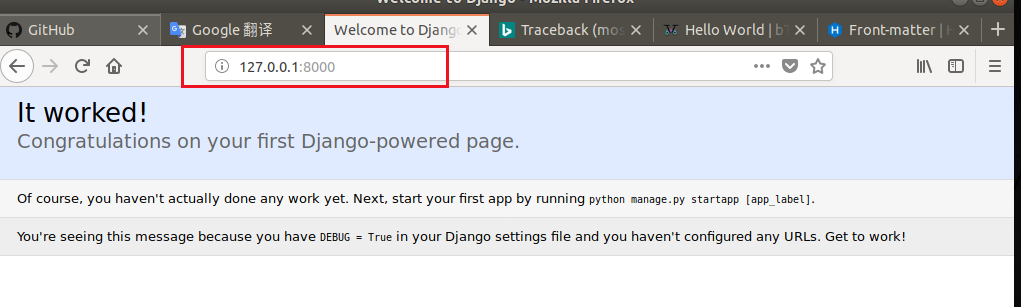 Welcome to Django - Mozilla Firefox
GitHub
Google 翻译
Welcome to Django
Traceback (mos
Hello World | bT
Front-matter | H
127.0.0.1:8000
It worked!
Congratulations on your first Django-powered page.
Of course, you haven't actually done any work yet. Next, start your first app by running python manage.py startapp [app_label].
You're seeing this message because you have DEBUG = True in your Django settings file and you haven't configured any URLs. Get to work!